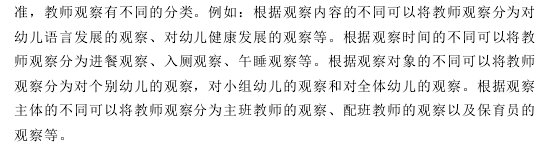 准，教师观察有不同的分类。例如：根据观察内容的不同可以将教师观察分为对
幼儿语言发展的观察、对幼儿健康发展的观察等。根据观察时间的不同可以将教
师观察分为进餐观察、入厕观察、午睡观察等。根据观察对象的不同可以将教师
观察分为对个别幼儿的观察，对小组幼儿的观察和对全体幼儿的观察。根据观察
主体的不同可以将教师观察分为主班教师的观察、配班教师的观察以及保育员的
观察等。